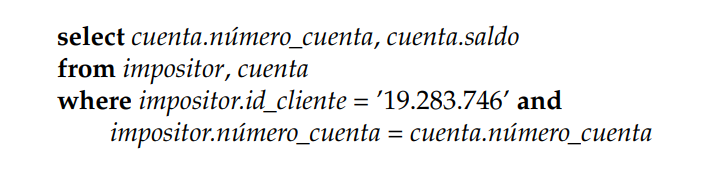 select cuenta.número_cuenta, cuenta.saldo
from impositor, cuenta
where impositor.id_cliente = ’19.283.746’ and
impositor.número_cuenta = cuenta.número_cuenta